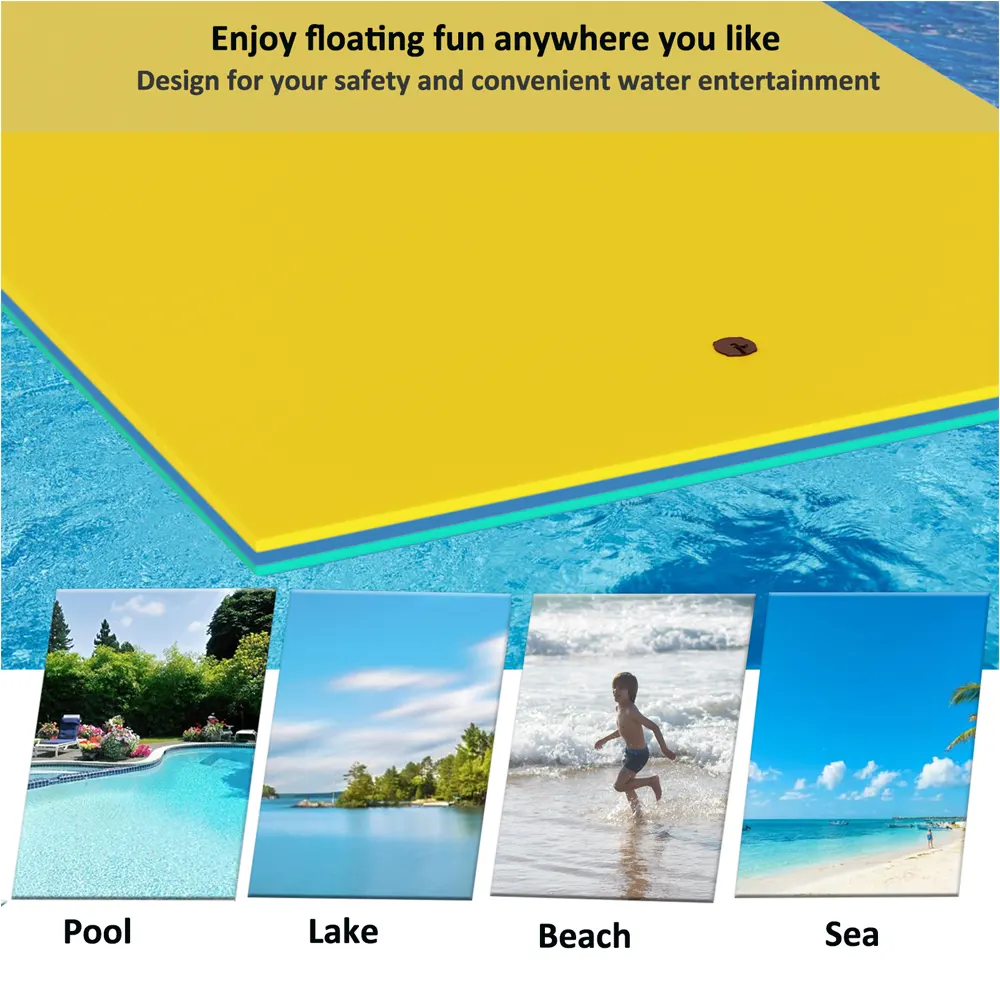 Enjoy floating fun anywhere you like
Design for your safety and convenient water entertainment
Pool
Lake
Beach
Sea